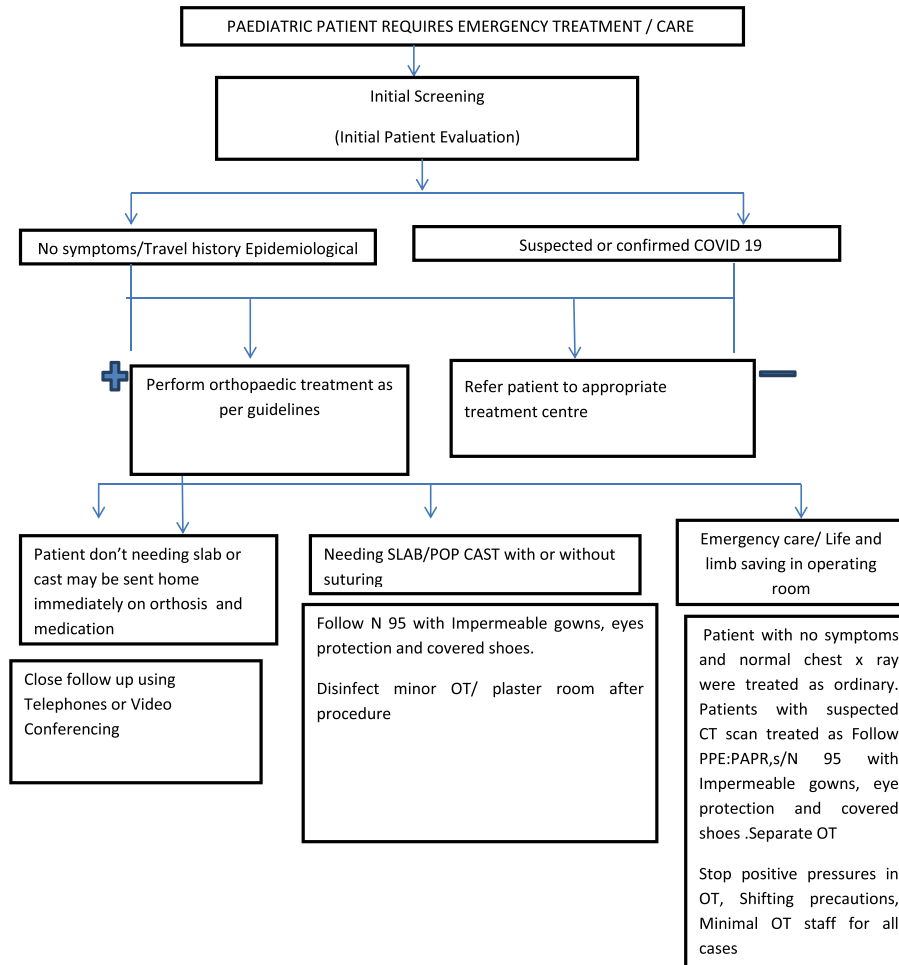 PAEDIATRIC PATIENT REQUIRES EMERGENCY TREATMENT / CARE
Initial Screening
(Initial Patient Evaluation)
No symptoms/Travel history Epidemiological
Suspected or confirmed COVID 19
Perform orthopaedic treatment as
per guidelines
Refer patient to appropriate
treatment centre
Patient don’t needing slab or
cast may be sent home
immediately on orthosis and
medication
Close follow up using
Telephones or Video
Conferencing
Needing SLAB/POP CAST with or without
suturing
Follow N 95 with Impermeable gowns, eyes
protection and covered shoes.
Disinfect minor OT/ plaster room after
procedure
Emergency care/ Life and
limb saving in operating
room
Patient with no symptoms
and normal chest x ray
were treated as ordinary.
Patients with suspected
CT scan treated as Follow
PPE:PAPR,s/N 95 with
Impermeable gowns, eye
protection and covered
shoes .Separate OT
Stop positive pressures in
OT, Shifting precautions,
Minimal OT staff for all
cases